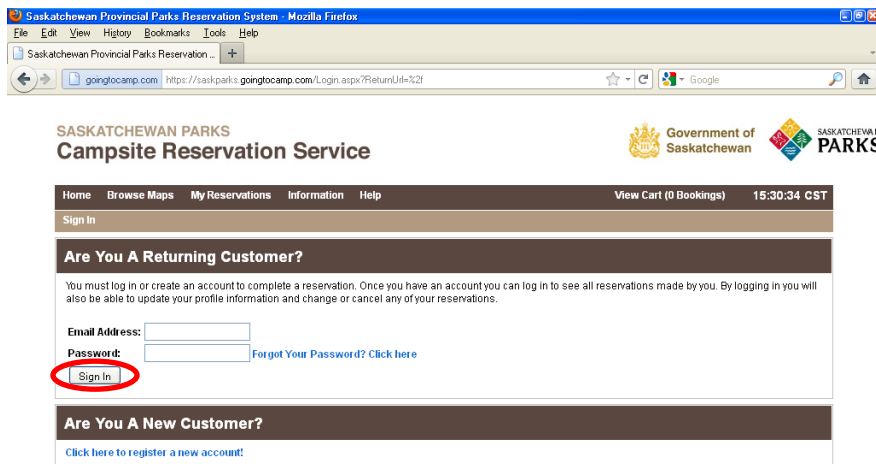 Saskatchewan Provincial Parks Reservation System - Mozilla Firefox
File Edit View History Bookmarks Tools Help
Saskatchewan Provincial Parks Reservation ... +
goingtocamp.com https://saskparks.goingtocamp.com/Login.aspx?ReturnUrl=%2f Google
SASKATCHEWAN PARKS
Campsite Reservation Service
Government of
Saskatchewan
SASKATCHEWAN
PARKS
Home Browse Maps My Reservations Information Help View Cart (0 Bookings) 15:30:34 CST
Sign In
Are You A Returning Customer?
You must log in or create an account to complete a reservation. Once you have an account you can log in to see all reservations made by you. By logging in you will
also be able to update your profile information and change or cancel any of your reservations.
Email Address:
Password: Forgot Your Password? Click here
Sign In
Are You A New Customer?
Click here to register a new account!